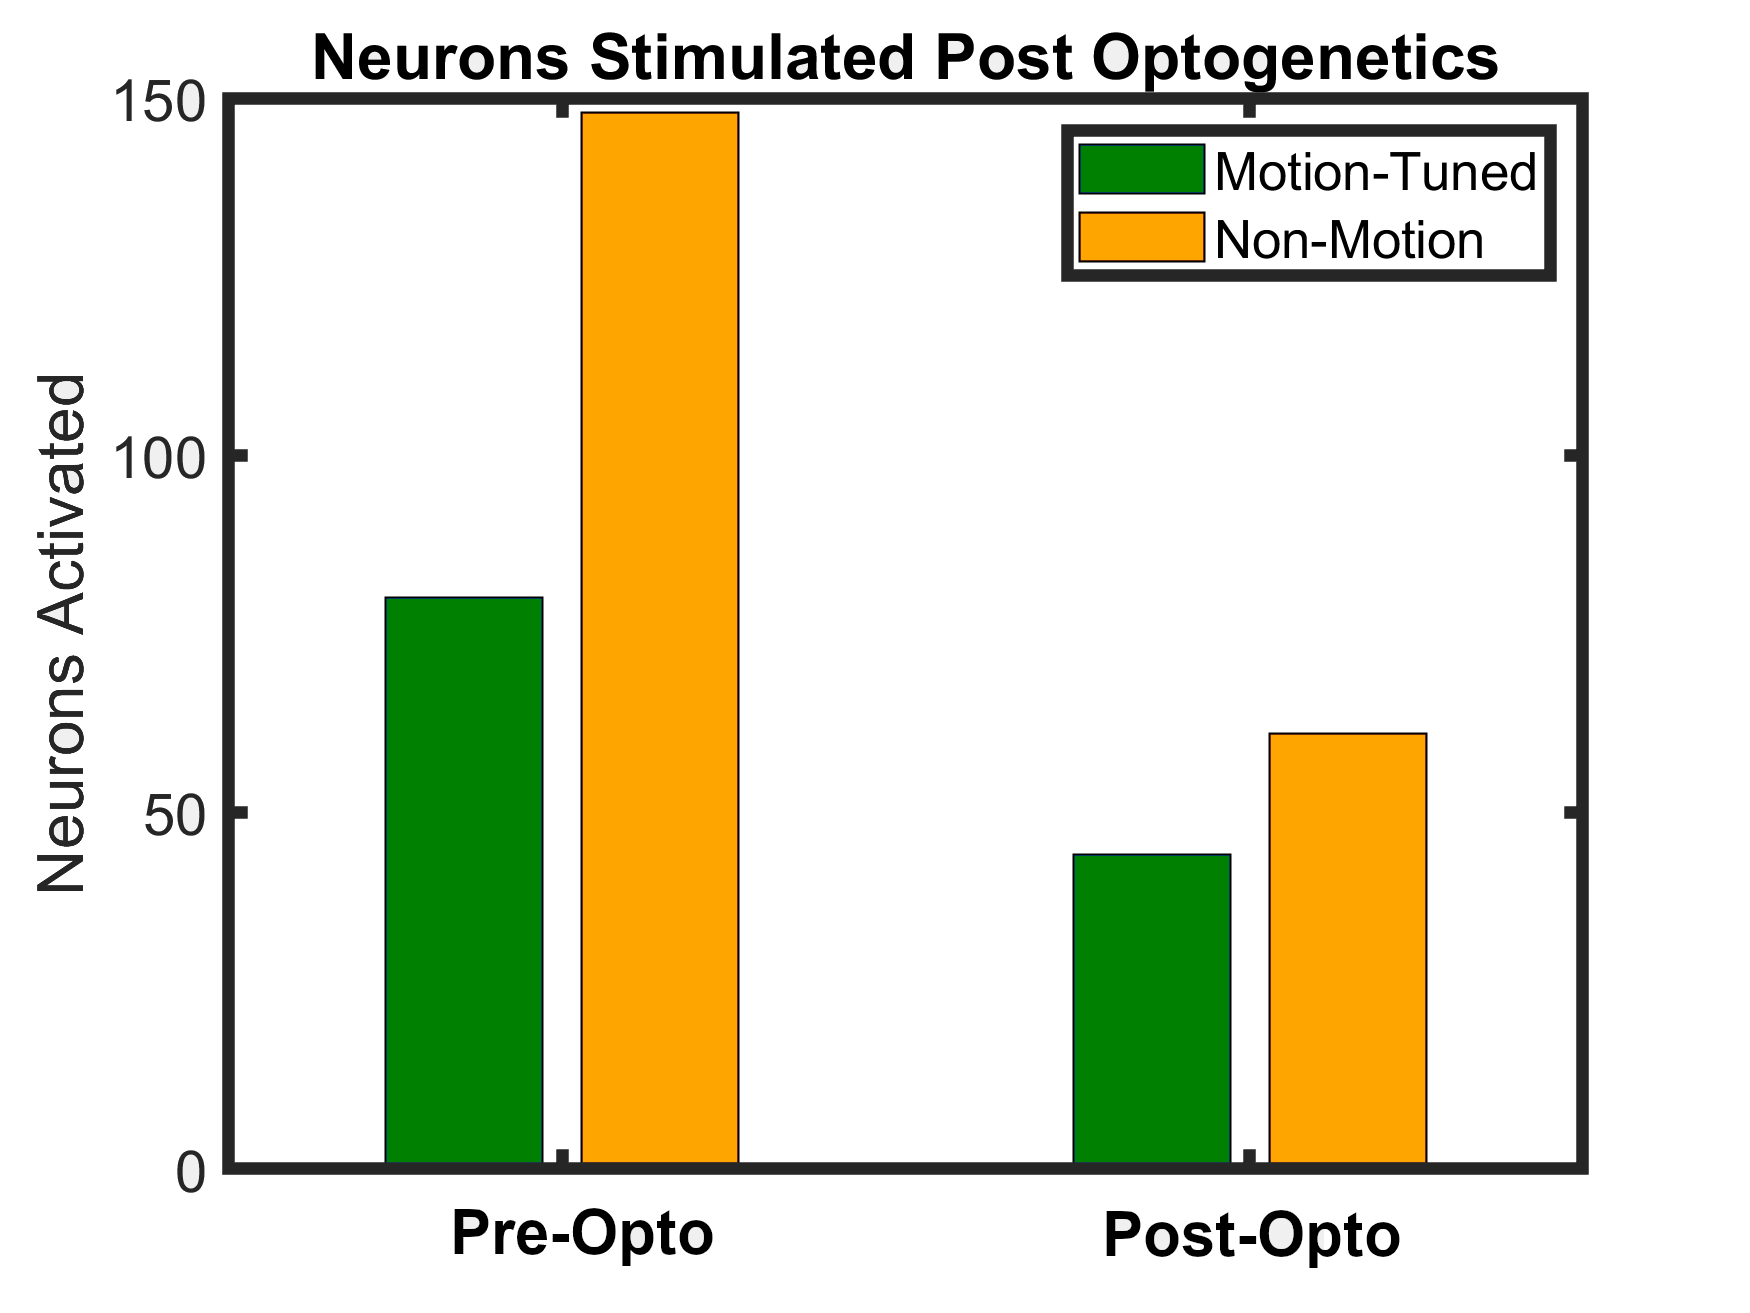 Neurons Stimulated Post Optogenetics
150
100
50
0
Neurons Activated
Motion-Tuned
Non-Motion
Pre-Opto
Post-Opto